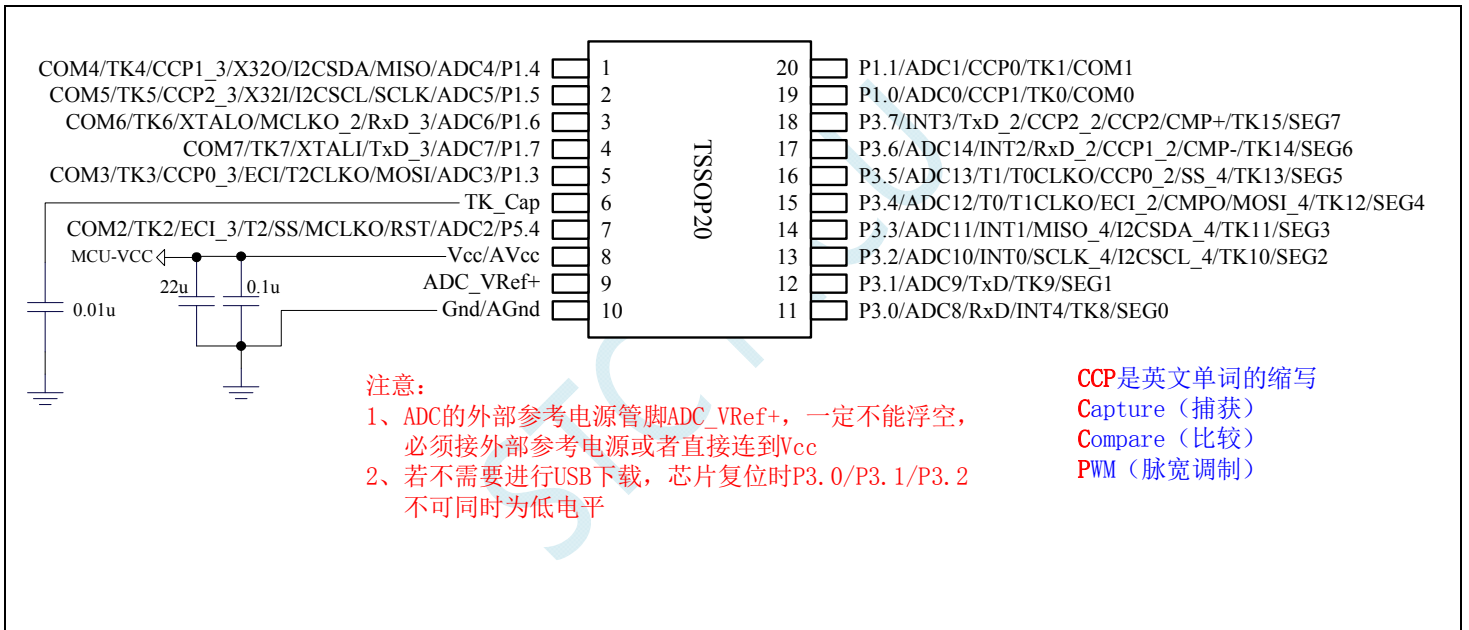 COM4/TK4/CCP1_3/X32O/I2CSDA/MISO/ADC4/P1.4 1
COM5/TK5/CCP2_3/X32I/I2CSCL/SCLK/ADC5/P1.5 2
COM6/TK6/XTALO/MCLKO_2/RxD_3/ADC6/P1.6 3
COM7/TK7/XTALI/TxD_3/ADC7/P1.7 4
COM3/TK3/CCP0_3/ECI/T2CLKO/MOSI/ADC3/P1.3 5
TK_Cap 6
COM2/TK2/ECI_3/T2/SS/MCLKO/RST/ADC2/P5.4 7
MCU-VCC Vcc/AVcc 8
ADC_VRef+ 9
Gnd/AGnd 10
22u 0.1u
0.01u
TSSOP20
20 P1.1/ADC1/CCP0/TK1/COM1
19 P1.0/ADC0/CCP1/TK0/COM0
18 P3.7/INT3/TxD_2/CCP2_2/CCP2/CMP+/TK15/SEG7
17 P3.6/ADC14/INT2/RxD_2/CCP1_2/CMP-/TK14/SEG6
16 P3.5/ADC13/T1/T0CLKO/CCP0_2/SS_4/TK13/SEG5
15 P3.4/ADC12/T0/T1CLKO/ECI_2/CMPO/MOSI_4/TK12/SEG4
14 P3.3/ADC11/INT1/MISO_4/I2CSDA_4/TK11/SEG3
13 P3.2/ADC10/INT0/SCLK_4/I2CSCL_4/TK10/SEG2
12 P3.1/ADC9/TxD/TK9/SEG1
11 P3.0/ADC8/RxD/INT4/TK8/SEG0
注意：
1、ADC的外部参考电源管脚ADC_VRef+，一定不能浮空，
必须接外部参考电源或者直接连到Vcc
2、若不需要进行USB下载，芯片复位时P3.0/P3.1/P3.2
不可同时为低电平
CCP是英文单词的缩写
Capture（捕获）
Compare（比较）
PWM（脉宽调制）